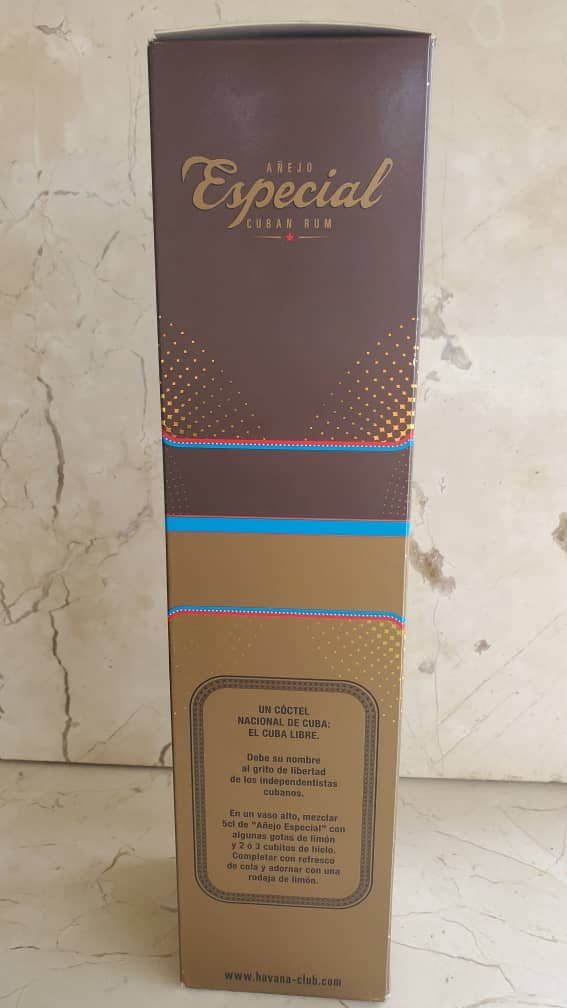 AÑEJO
Especial
CUBAN RUM
UN CÓCTEL
NACIONAL DE CUBA:
EL CUBA LIBRE.
Debe su nombre
al grito de libertad
de los independentistas
cubanos.
En un vaso alto, mezclar
5cl de "Añejo Especial" con
algunas gotas de limón
y 2 ó 3 cubitos de hielo.
Completar con refresco
de cola y adornar con una
rodaja de limón.
www.havana-club.com